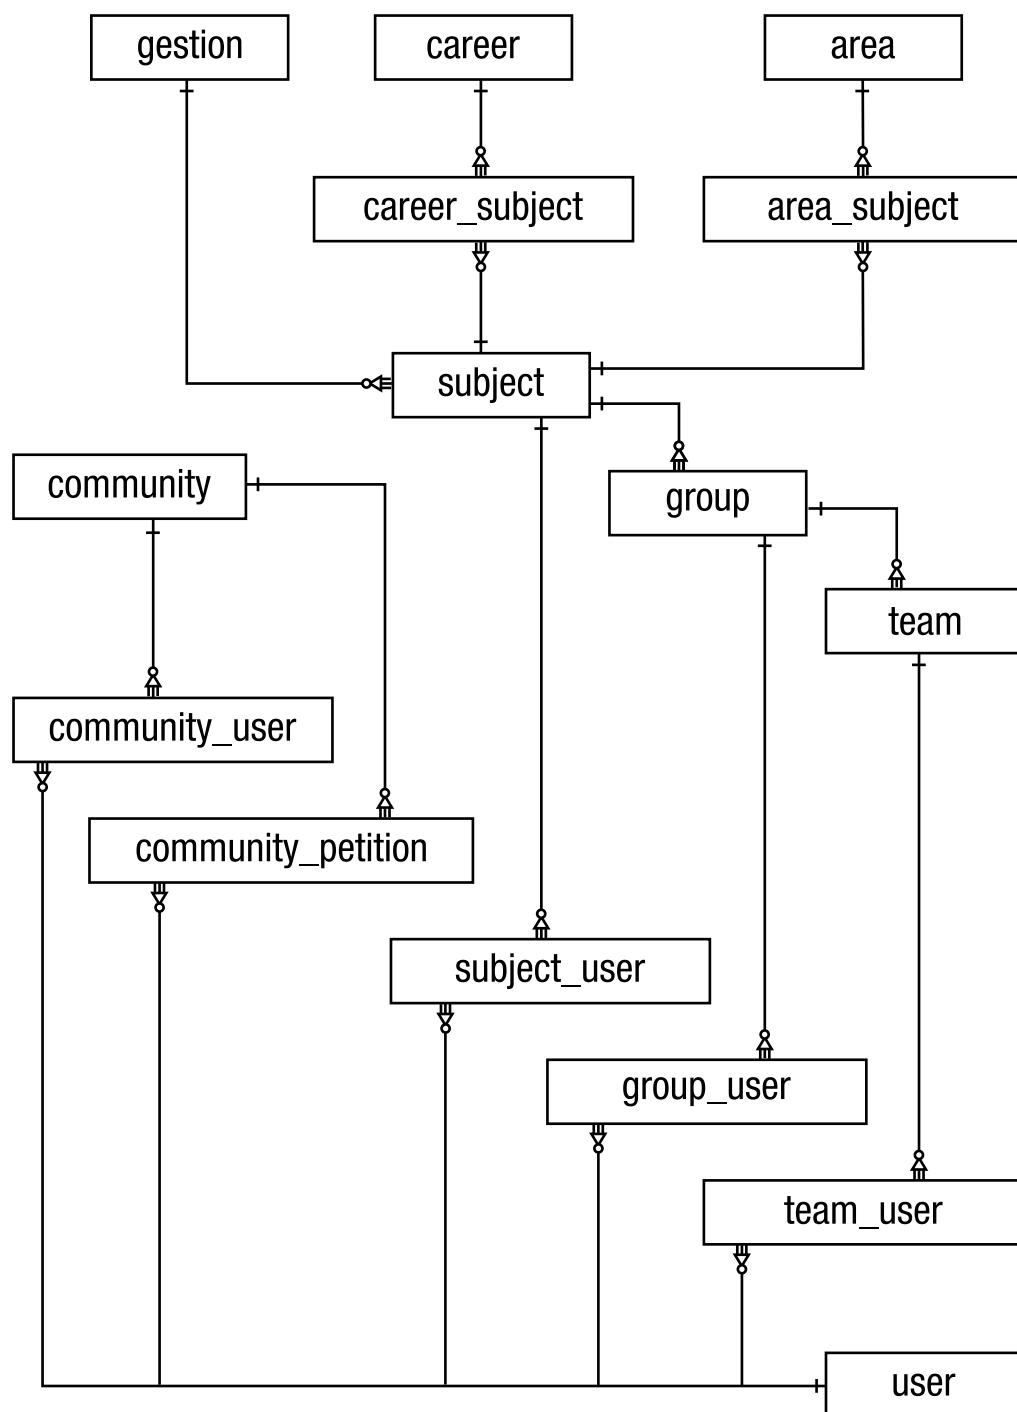 gestion
career
area
career_subject
area_subject
subject
community
group
team
community_user
community_petition
subject_user
group_user
team_user
user